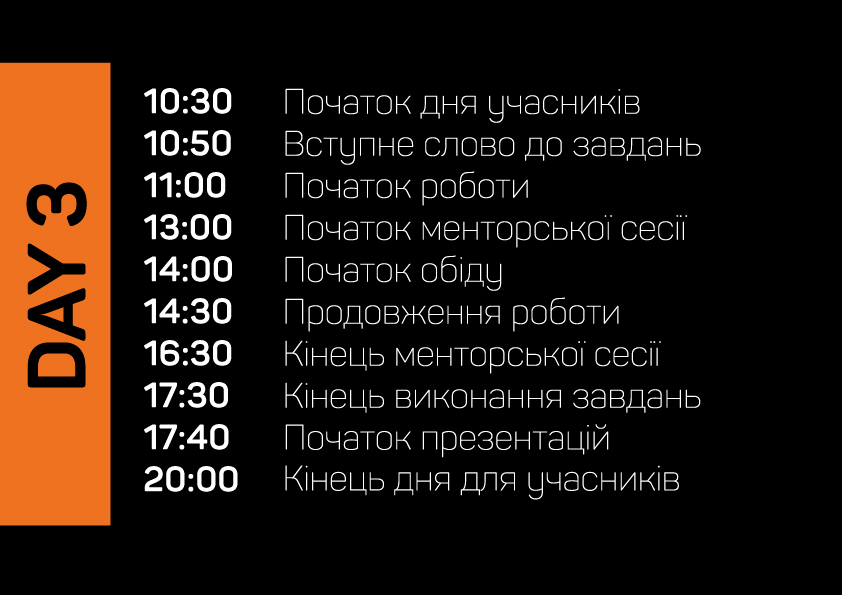 DAY 3
10:30 Початок дня учасників
10:50 Вступне слово до завдань
11:00 Початок роботи
13:00 Початок менторської сесії
14:00 Початок обіду
14:30 Продовження роботи
16:30 Кінець менторської сесії
17:30 Кінець виконання завдань
17:40 Початок презентацій
20:00 Кінець дня для учасників